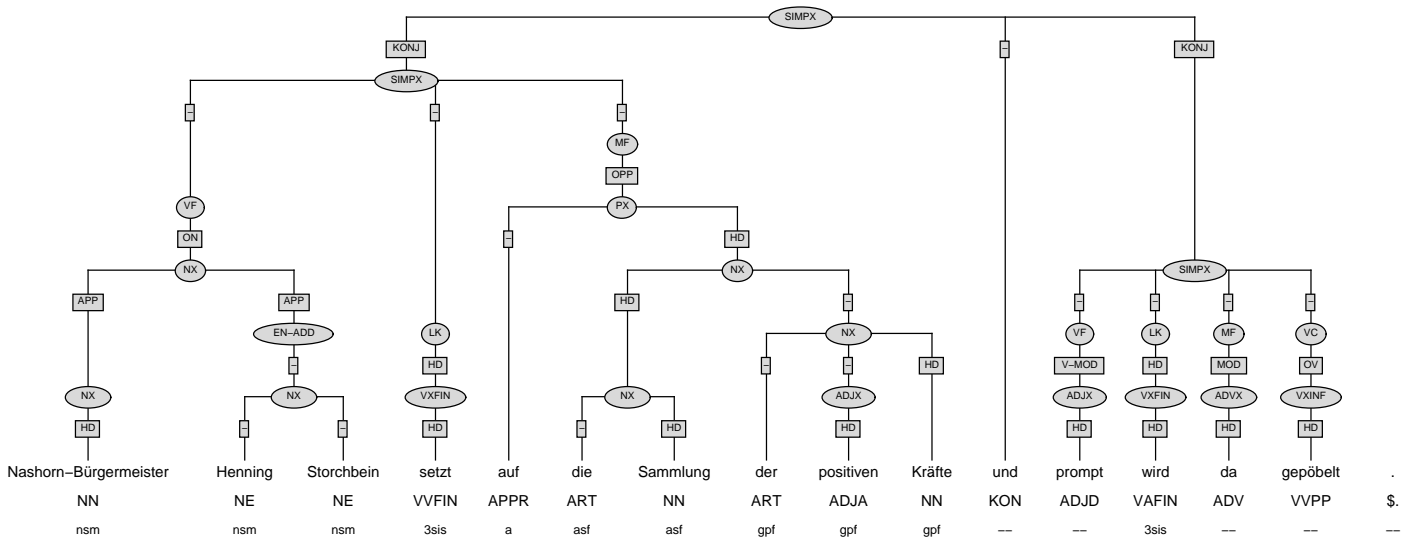 SIMPX
KONJ – KONJ
SIMPX
– – –
MF
OPP
VF PX
ON – HD
NX NX SIMPX
APP APP HD – – – – –
EN–ADD LK NX VF LK MF VC
– HD – – HD V–MOD HD MOD OV
NX NX VXFIN NX ADJX ADJX VXFIN ADVX VXINF
HD – – HD – HD HD HD HD HD HD
Nashorn–Bürgermeister Henning Storchbein setzt auf die Sammlung der positiven Kräfte und prompt wird da gepöbelt .
NN NE NE VVFIN APPR ART NN ART ADJA NN KON ADJD VAFIN ADV VVPP $.
nsm nsm nsm 3sis a asf asf gpf gpf gpf –– –– 3sis –– –– ––